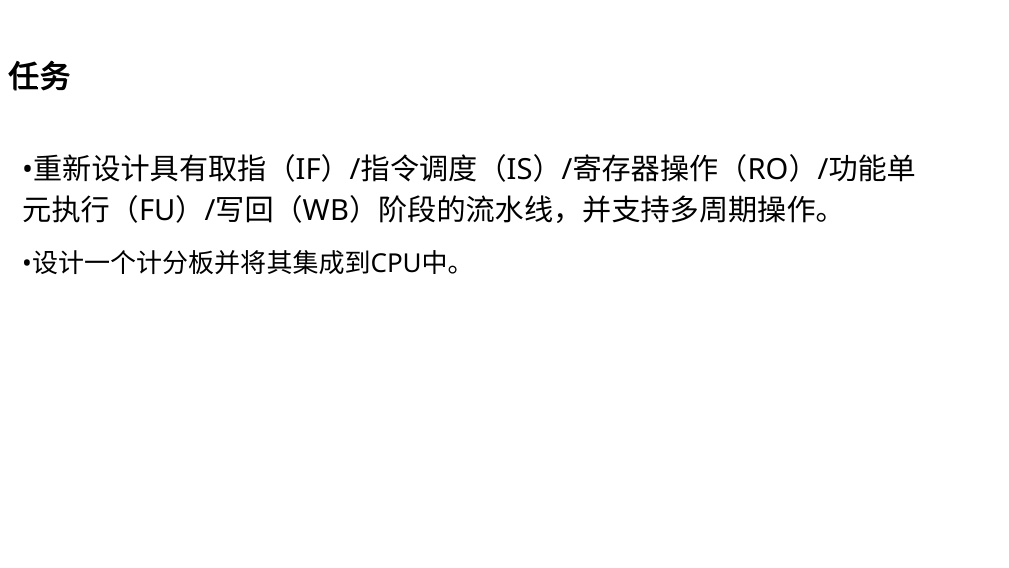 任务
•重新设计具有取指（IF）/指令调度（IS）/寄存器操作（RO）/功能单
元执行（FU）/写回（WB）阶段的流水线，并支持多周期操作。
•设计一个计分板并将其集成到CPU中。